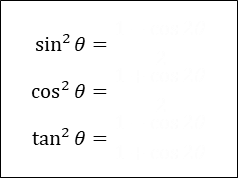 sin² θ =
cos² θ =
tan² θ =